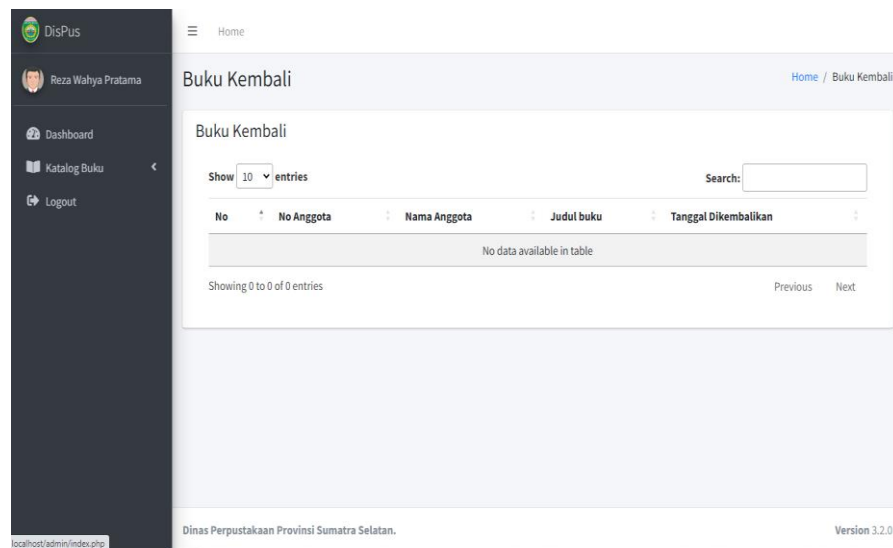 DisPus
Home
Reza Wahya Pratama
Buku Kembali
Home / Buku Kembali
Dashboard
Katalog Buku
Logout
Buku Kembali
Show 10 entries
Search:
No No Anggota Nama Anggota Judul buku Tanggal Dikembalikan
No data available in table
Showing 0 to 0 of 0 entries
Previous Next
Dinas Perpustakaan Provinsi Sumatra Selatan.
Version 3.2.0
localhost/admin/index.php